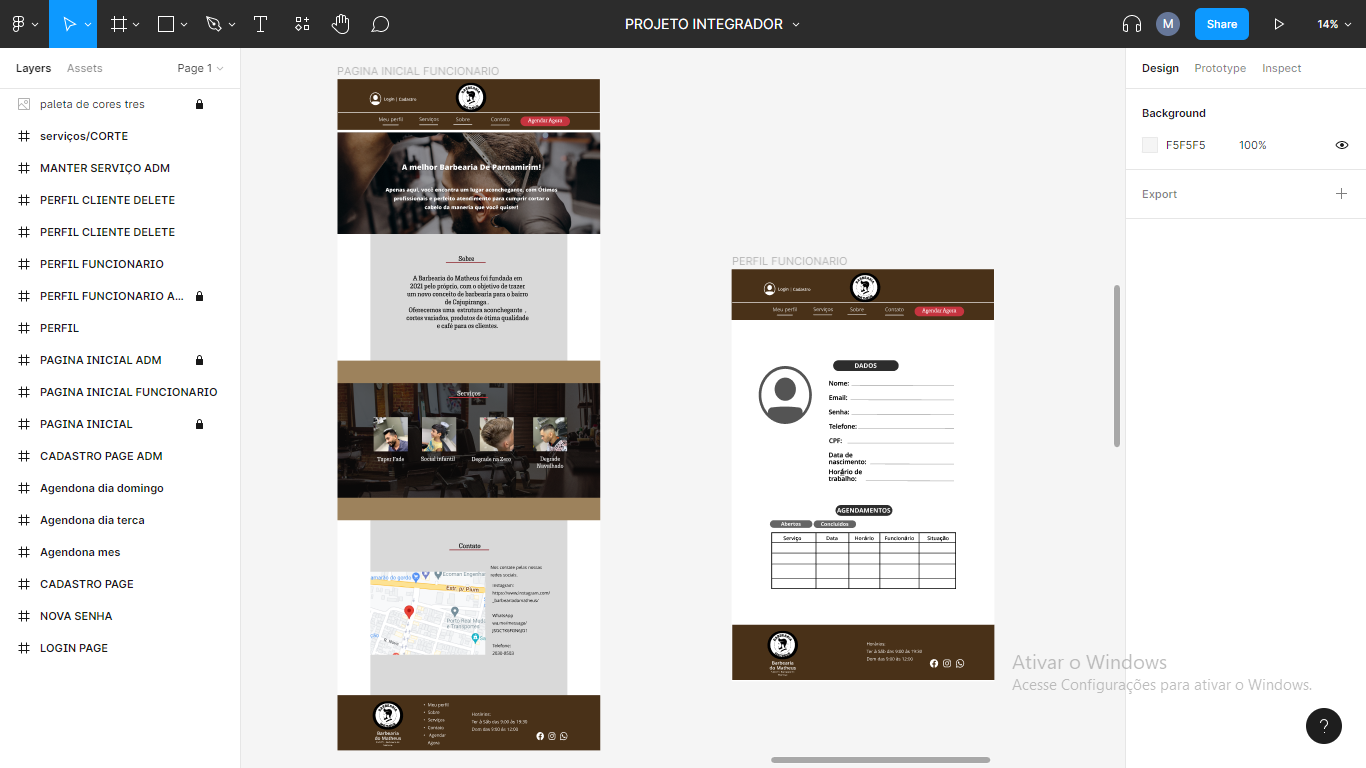 PROJETO INTEGRADOR
M
Share
14%
Layers
Assets
Page 1
paleta de cores tres
serviços/CORTE
MANTER SERVIÇO ADM
PERFIL CLIENTE DELETE
PERFIL CLIENTE DELETE
PERFIL FUNCIONARIO
PERFIL FUNCIONARIO A...
PERFIL
PAGINA INICIAL ADM
PAGINA INICIAL FUNCIONARIO
PAGINA INICIAL
CADASTRO PAGE ADM
Agendona dia domingo
Agendona dia terca
Agendona mes
CADASTRO PAGE
NOVA SENHA
LOGIN PAGE
PAGINA INICIAL FUNCIONARIO
Login | Cadastro
Meu perfil
Serviços
Sobre
Contato
Agendar Agora
A melhor Barbearia De Parnamirim!
Apenas aqui, você encontra um lugar aconchegante, com Ótimos
profissionais e perfeito atendimento para cumprir cortar o
cabelo da maneria que você quiser!
Sobre
A Barbearia do Matheus foi fundada em
2021 pelo próprio, com o objetivo de trazer
um novo conceito de barbearia para o bairro
de Cajupiranga .
Oferecemos uma estrutura aconchegante ,
cortes variados, produtos de ótima qualidade
e café para os clientes.
Serviços
Taper Fade
Social infantil
Degrade na Zero
Degrade
Navalhado
Contato
Nos contate pelas nossas
redes sociais.
Instagram:
https://www.instagram.com/
_barbeariadomatheus/
WhatsApp
wa.me/message/
Telefone:
2030-8503
Ecoman Engenhar
Estr. p/ Pium
Porto Real Muda
e Transportes
Barbearia
do Matheus
Meu perfil
Sobre
Serviços
Contato
Agendar
Agora
Horários:
Ter à Sáb das 9:00 às 19:30
Dom das 9:00 às 12:00
PERFIL FUNCIONARIO
Login | Cadastro
Meu perfil
Serviços
Sobre
Contato
Agendar Agora
DADOS
Nome:
Email:
Senha:
Telefone:
CPF:
Data de
nascimento:
Horário de
trabalho:
AGENDAMENTOS
Abertos
Concluídos
Serviço
Data
Horário
Funcionário
Situação
Barbearia
do Matheus
Horários:
Ter à Sáb das 9:00 às 19:30
Dom das 9:00 às 12:00
Design
Prototype
Inspect
Background
F5F5F5
100%
Export
Ativar o Windows
Acesse Configurações para ativar o Windows.
?